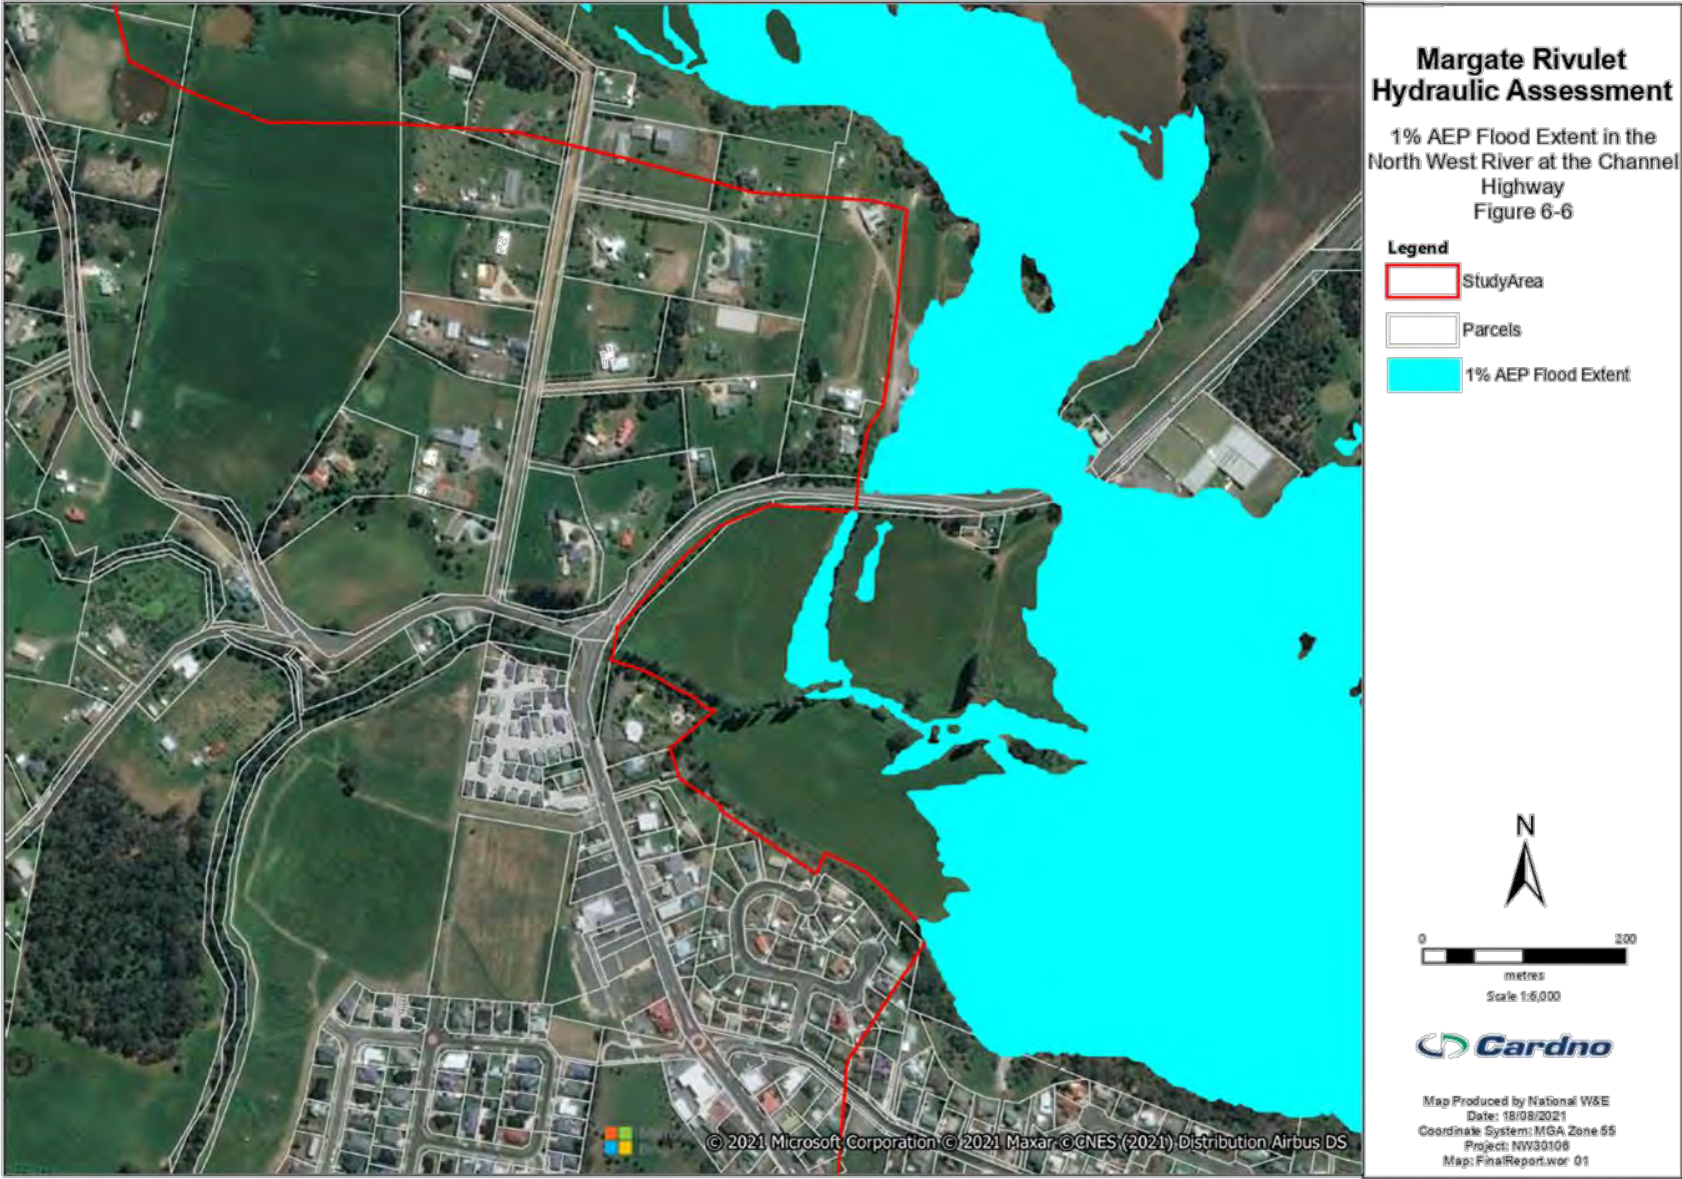 Margate Rivulet
Hydraulic Assessment
1% AEP Flood Extent in the
North West River at the Channel
Highway
Figure 6-6
Legend
StudyArea
Parcels
1% AEP Flood Extent
N
0 200
metres
Scale 1:6,000
Cardno
Map Produced by National W&E
Date: 18/08/2021
Coordinate System: MGA Zone 55
Project: NW30106
Map: FinalReport.wor 01
© 2021 Microsoft Corporation © 2021 Maxar ©CNES (2021) Distribution Airbus DS